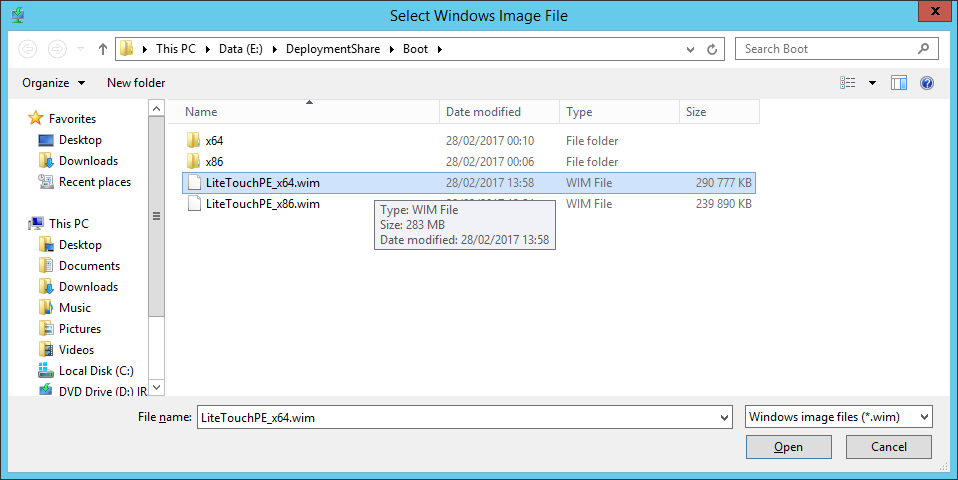 Select Windows Image File
This PC Data (E:) DeploymentShare Boot
Search Boot
Organize New folder
Name Date modified Type Size
Favorites
Desktop
Downloads
Recent places
This PC
Desktop
Documents
Downloads
Music
Pictures
Videos
Local Disk (C:)
DVD Drive (D:) IR
x64 28/02/2017 00:10 File folder
x86 28/02/2017 00:06 File folder
LiteTouchPE_x64.wim 28/02/2017 13:58 WIM File 290 777 KB
LiteTouchPE_x86.wim WIM File 239 890 KB
Type: WIM File
Size: 283 MB
Date modified: 28/02/2017 13:58
File name: LiteTouchPE_x64.wim Windows image files (*.wim)
Open Cancel